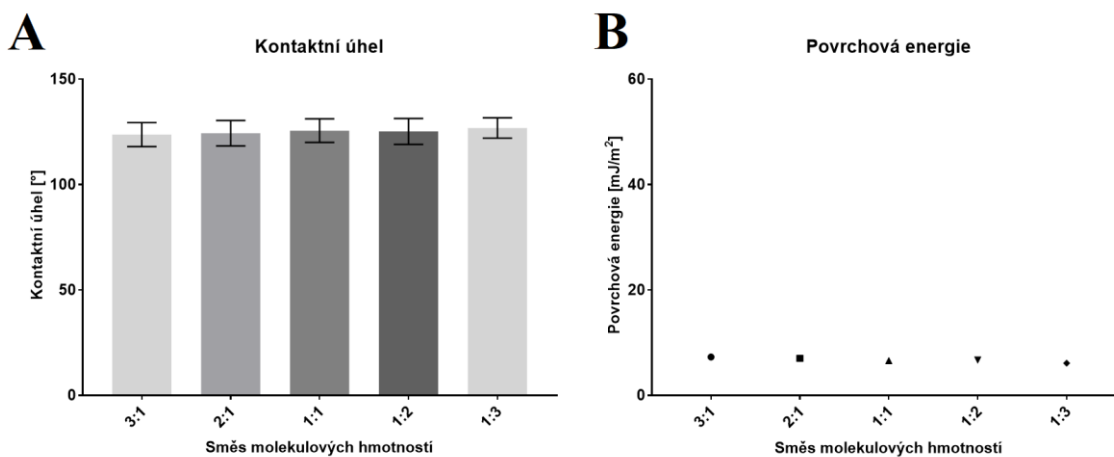 A
Kontaktní úhel
Kontaktní úhel [°]
150
100
50
0
3:1
2:1
1:1
1:2
1:3
Směs molekulových hmotností
B
Povrchová energie
Povrchová energie [mJ/m²]
60
40
20
0
3:1
2:1
1:1
1:2
1:3
Směs molekulových hmotností